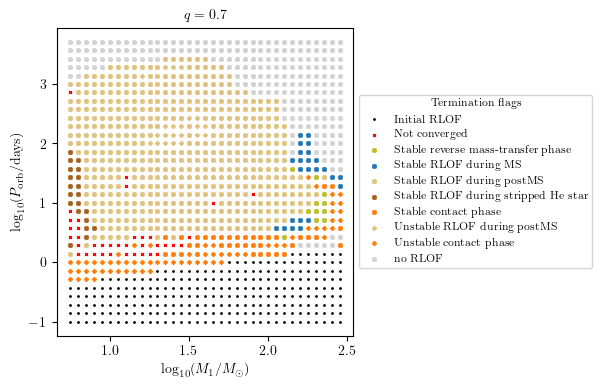 q = 0.7
log₁₀(P_orb/days)
3
2
1
0
−1
1.0 1.5 2.0 2.5
log₁₀(M₁/M☉)
Termination flags
Initial RLOF
Not converged
Stable reverse mass-transfer phase
Stable RLOF during MS
Stable RLOF during postMS
Stable RLOF during stripped He star
Stable contact phase
Unstable RLOF during postMS
Unstable contact phase
no RLOF